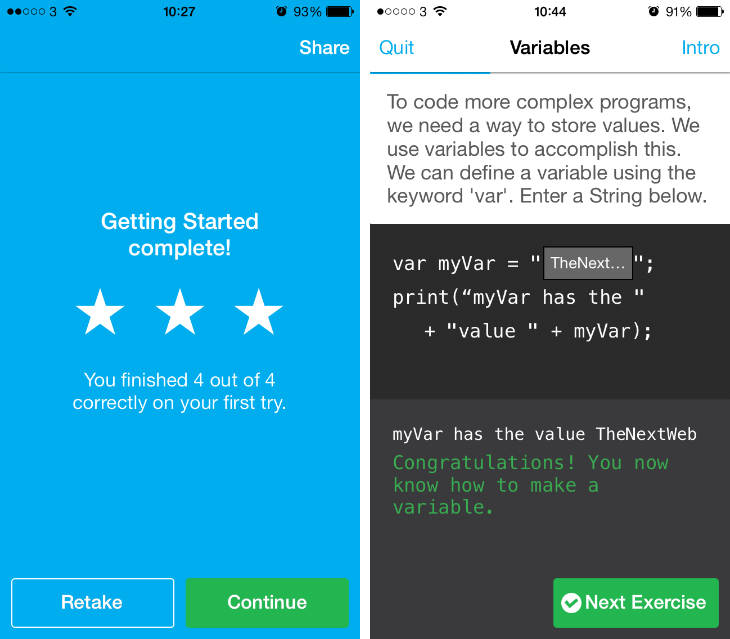 3 10:27 93%
Share
Getting Started
complete!
You finished 4 out of 4
correctly on your first try.
Retake
Continue
3 10:44 91%
Quit Variables Intro
To code more complex programs,
we need a way to store values. We
use variables to accomplish this.
We can define a variable using the
keyword 'var'. Enter a String below.
var myVar = "TheNext...";
print(“myVar has the "
+ "value " + myVar);
myVar has the value TheNextWeb
Congratulations! You now
know how to make a
variable.
Next Exercise